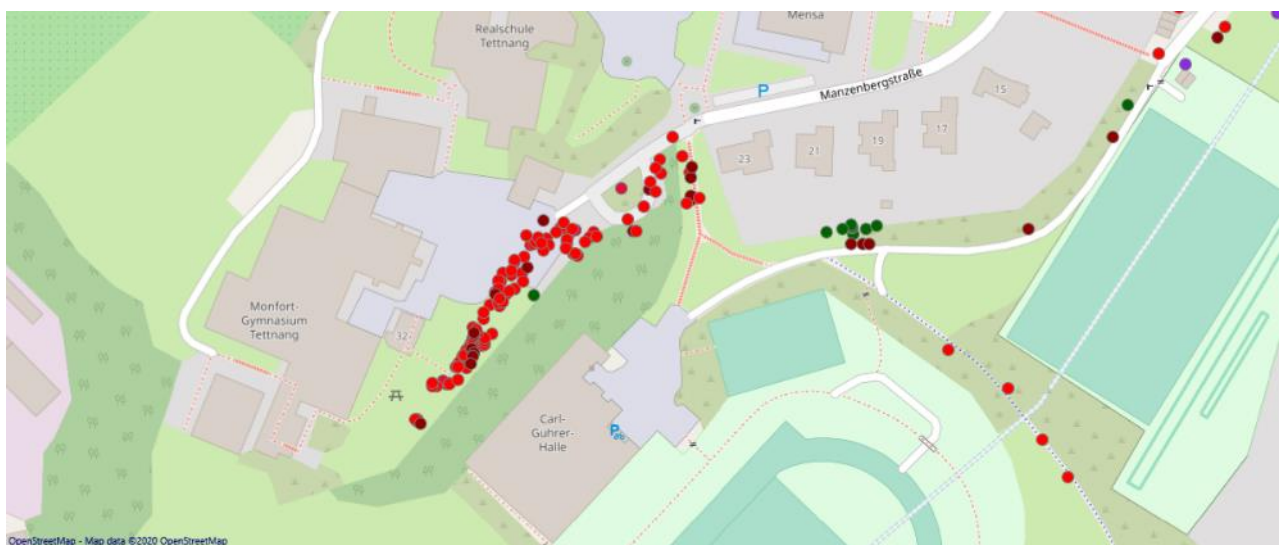 Realschule
Tettnang
Mensa
P
Manzenbergstraße
15
17
19
21
23
Monfort-
Gymnasium
Tettnang
32
Carl-
Guhrer-
Halle
P
OpenStreetMap - Map data ©2020 OpenStreetMap